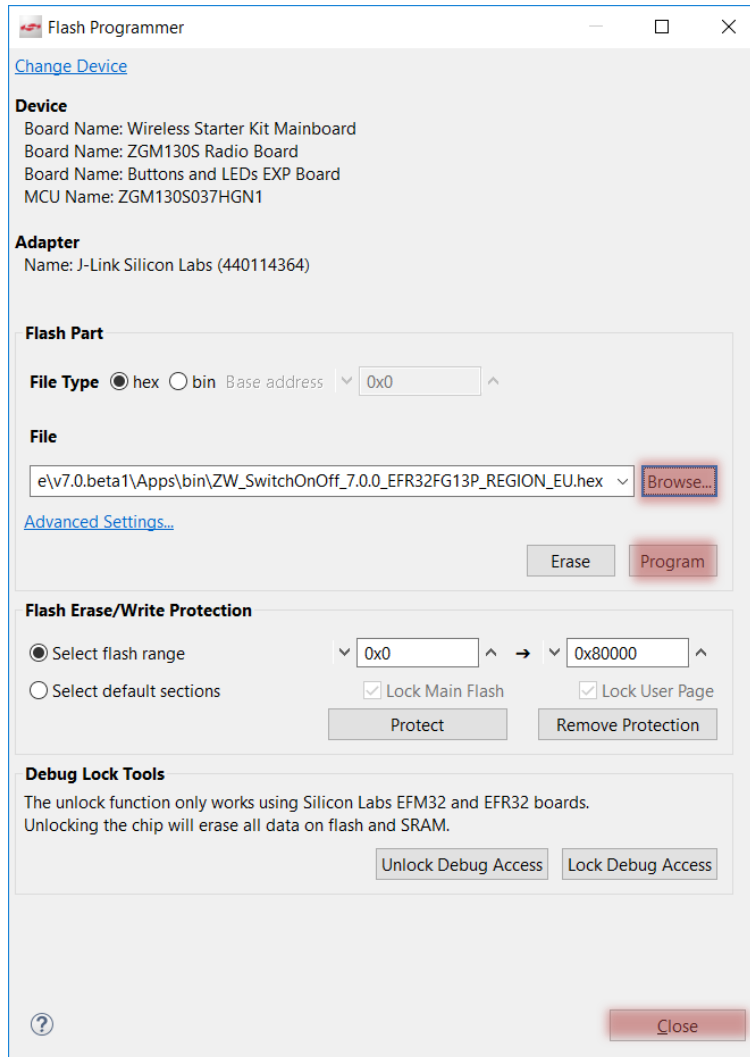 Flash Programmer
Change Device
Device
Board Name: Wireless Starter Kit Mainboard
Board Name: ZGM130S Radio Board
Board Name: Buttons and LEDs EXP Board
MCU Name: ZGM130S037HGN1
Adapter
Name: J-Link Silicon Labs (440114364)
Flash Part
File Type hex bin Base address 0x0
File
e\v7.0.beta1\Apps\bin\ZW_SwitchOnOff_7.0.0_EFR32FG13P_REGION_EU.hex Browse...
Advanced Settings...
Erase Program
Flash Erase/Write Protection
Select flash range 0x0 → 0x80000
Select default sections Lock Main Flash Lock User Page
Protect Remove Protection
Debug Lock Tools
The unlock function only works using Silicon Labs EFM32 and EFR32 boards.
Unlocking the chip will erase all data on flash and SRAM.
Unlock Debug Access Lock Debug Access
? Close